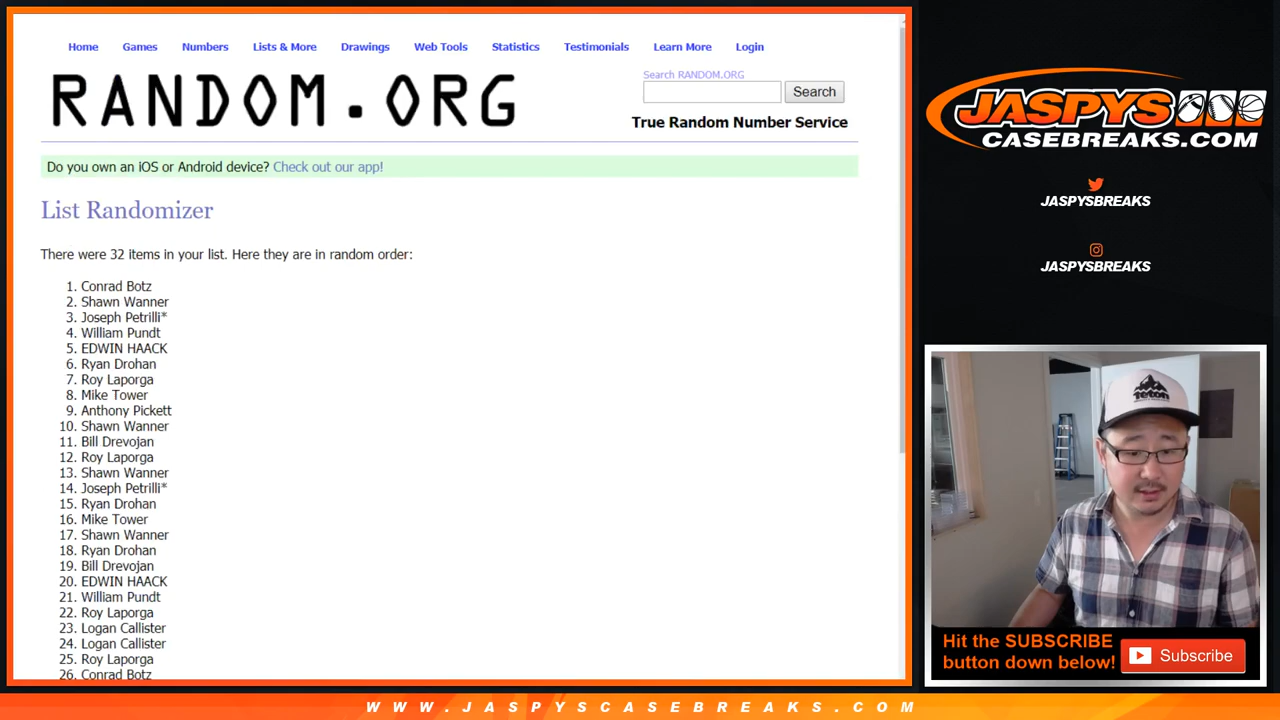 Home Games Numbers Lists & More Drawings Web Tools Statistics Testimonials Learn More Login
RANDOM.ORG
Search RANDOM.ORG
Search
True Random Number Service
Do you own an iOS or Android device? Check out our app!
List Randomizer
There were 32 items in your list. Here they are in random order:
1. Conrad Botz
2. Shawn Wanner
3. Joseph Petrilli*
4. William Pundt
5. EDWIN HAACK
6. Ryan Drohan
7. Roy Laporga
8. Mike Tower
9. Anthony Pickett
10. Shawn Wanner
11. Bill Drevojan
12. Roy Laporga
13. Shawn Wanner
14. Joseph Petrilli*
15. Ryan Drohan
16. Mike Tower
17. Shawn Wanner
18. Ryan Drohan
19. Bill Drevojan
20. EDWIN HAACK
21. William Pundt
22. Roy Laporga
23. Logan Callister
24. Logan Callister
25. Roy Laporga
26. Conrad Botz
JASPYS
CASEBREAKS.COM
JASPYSBREAKS
JASPYSBREAKS
teton
Hit the SUBSCRIBE
button down below!
Subscribe
WWW.JASPYSCASEBREAKS.COM